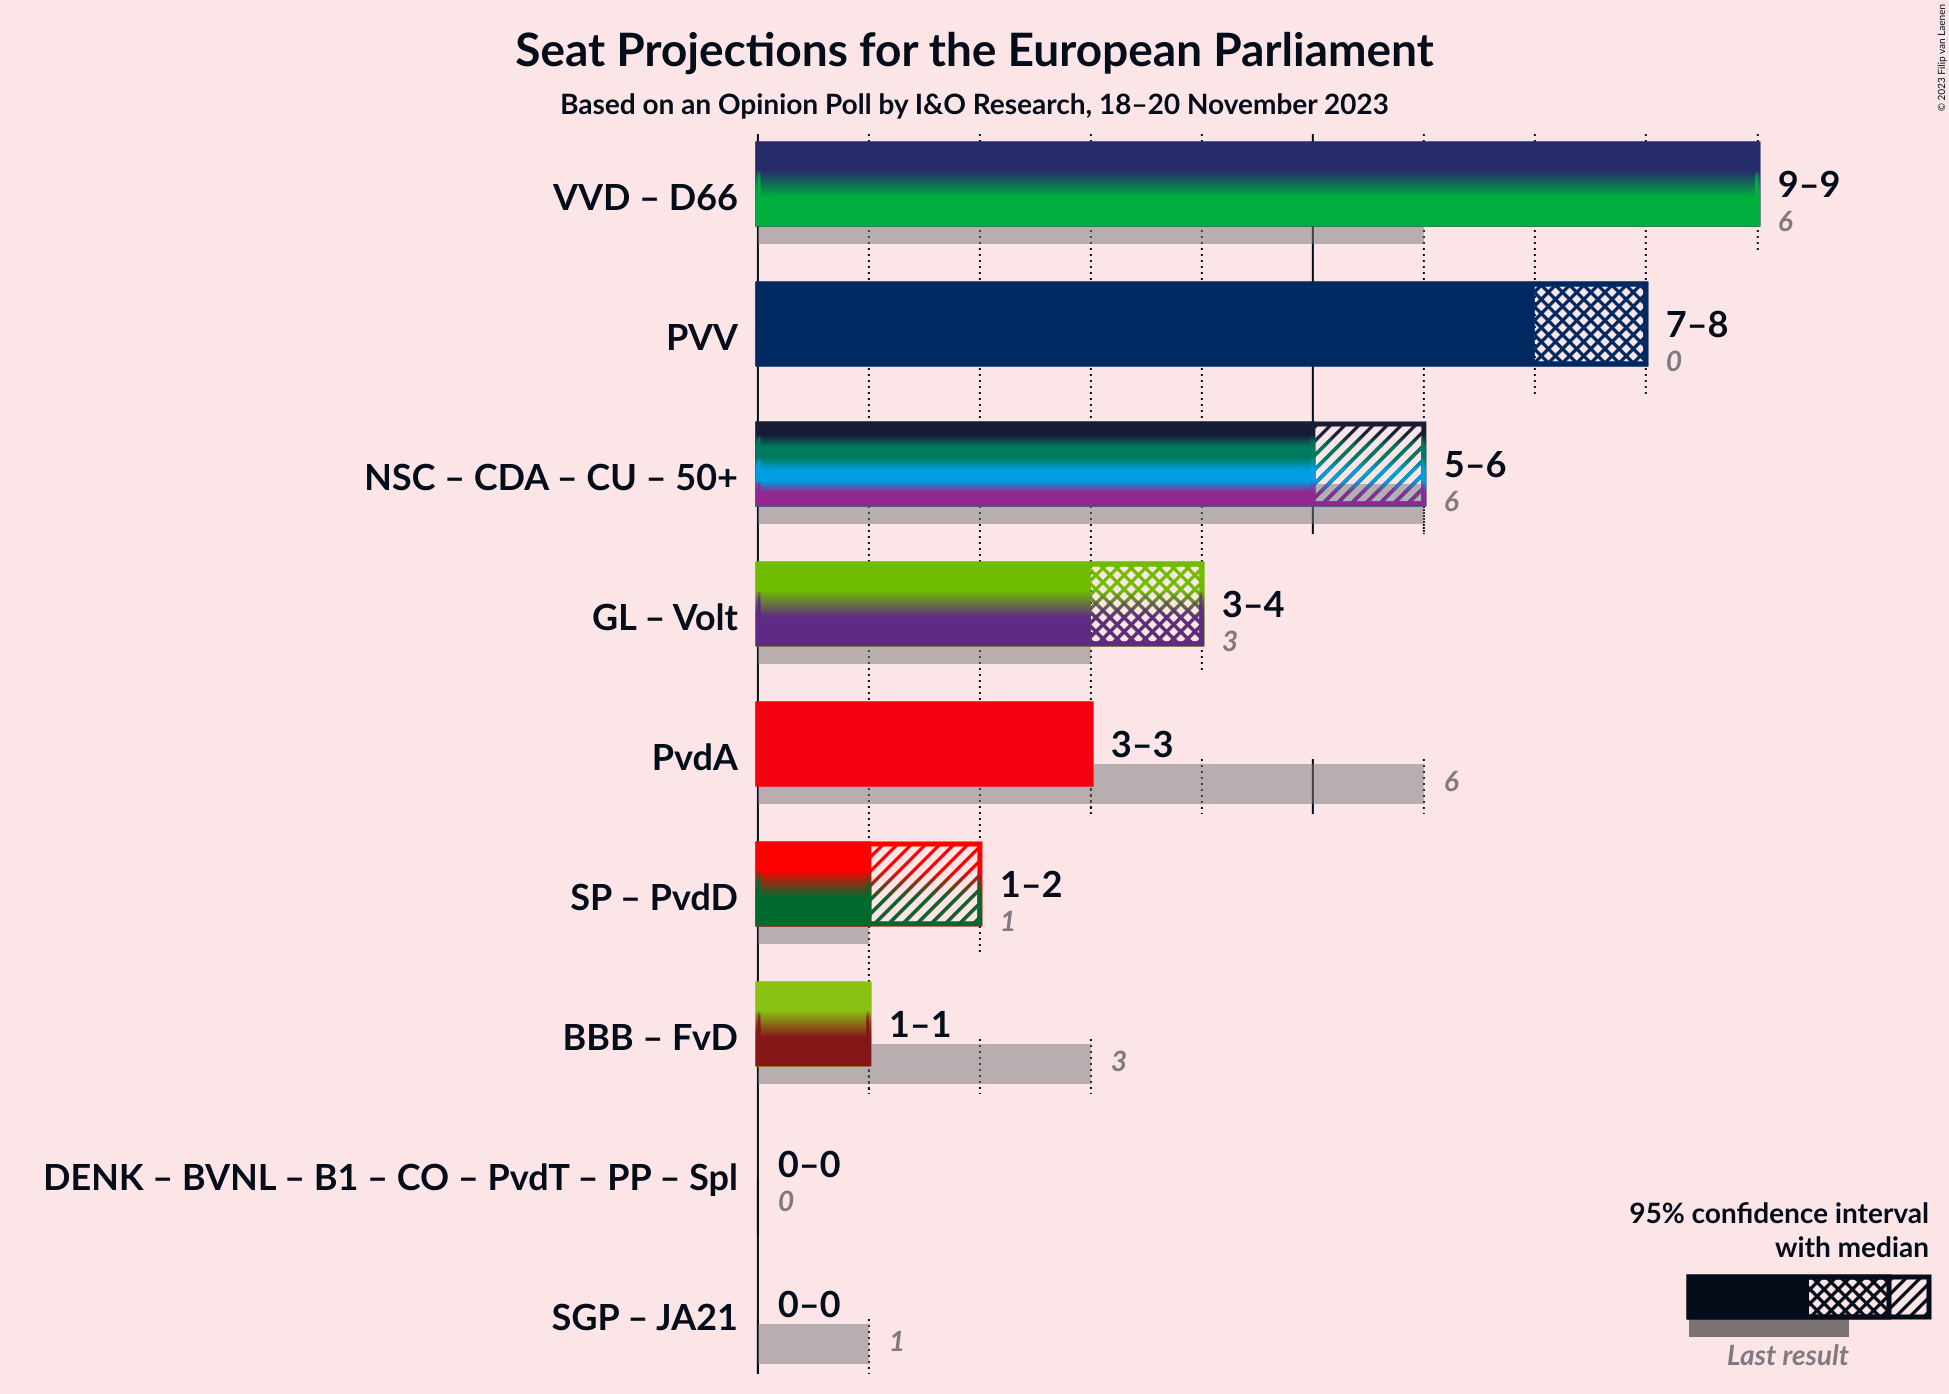 Seat Projections for the European Parliament
Based on an Opinion Poll by I&O Research, 18–20 November 2023
© 2023 Filip van Laenen
VVD – D66
9–9
6
PVV
7–8
0
NSC – CDA – CU – 50+
5–6
6
GL – Volt
3–4
3
PvdA
3–3
6
SP – PvdD
1–2
1
BBB – FvD
1–1
3
DENK – BVNL – B1 – CO – PvdT – PP – Spl
0–0
0
SGP – JA21
0–0
1
95% confidence interval
with median
Last result